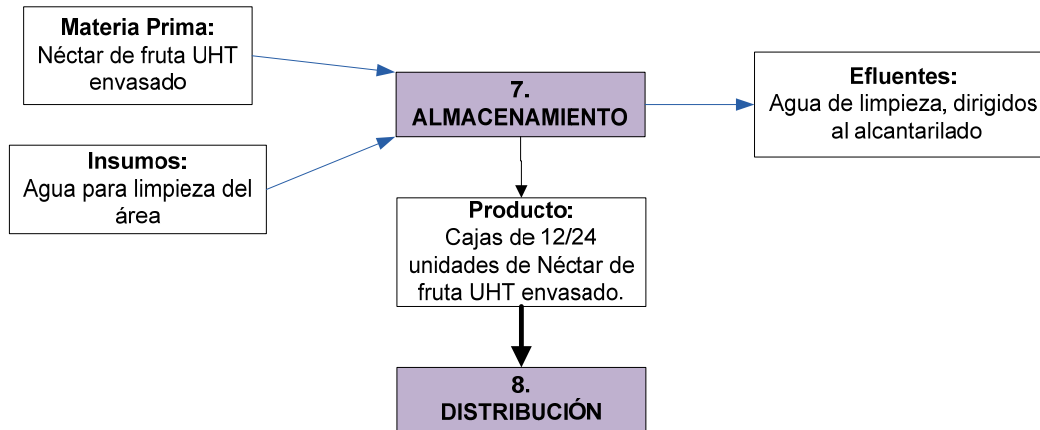 Materia Prima:
Néctar de fruta UHT
envasado
Insumos:
Agua para limpieza del
área
7.
ALMACENAMIENTO
Efluentes:
Agua de limpieza, dirigidos
al alcantarilado
Producto:
Cajas de 12/24
unidades de Néctar de
fruta UHT envasado.
8.
DISTRIBUCIÓN